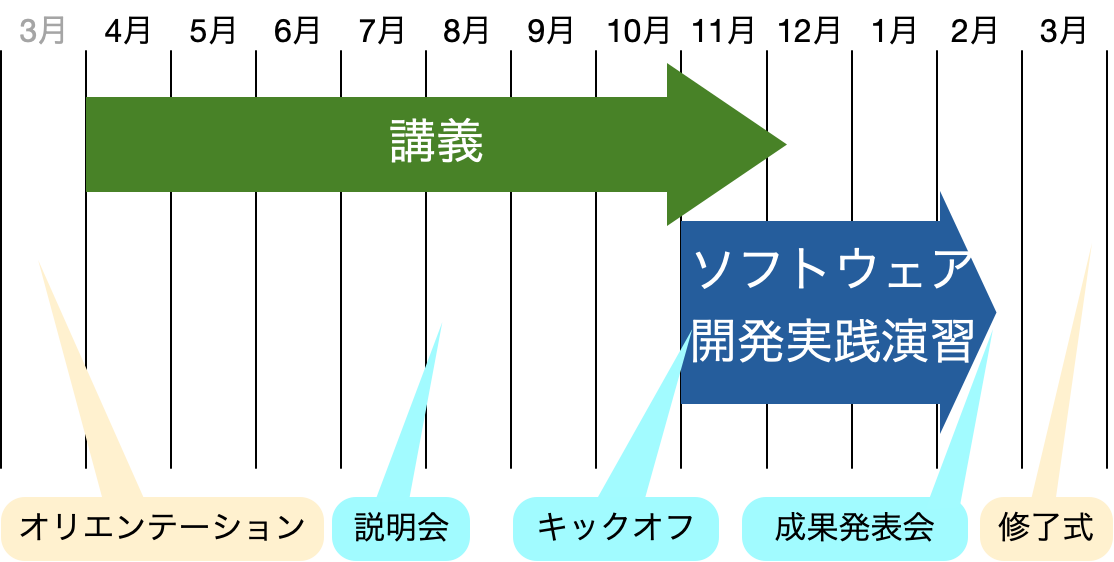 3月 4月 5月 6月 7月 8月 9月 10月 11月 12月 1月 2月 3月
講義
ソフトウェア
開発実践演習
オリエンテーション 説明会 キックオフ 成果発表会 修了式